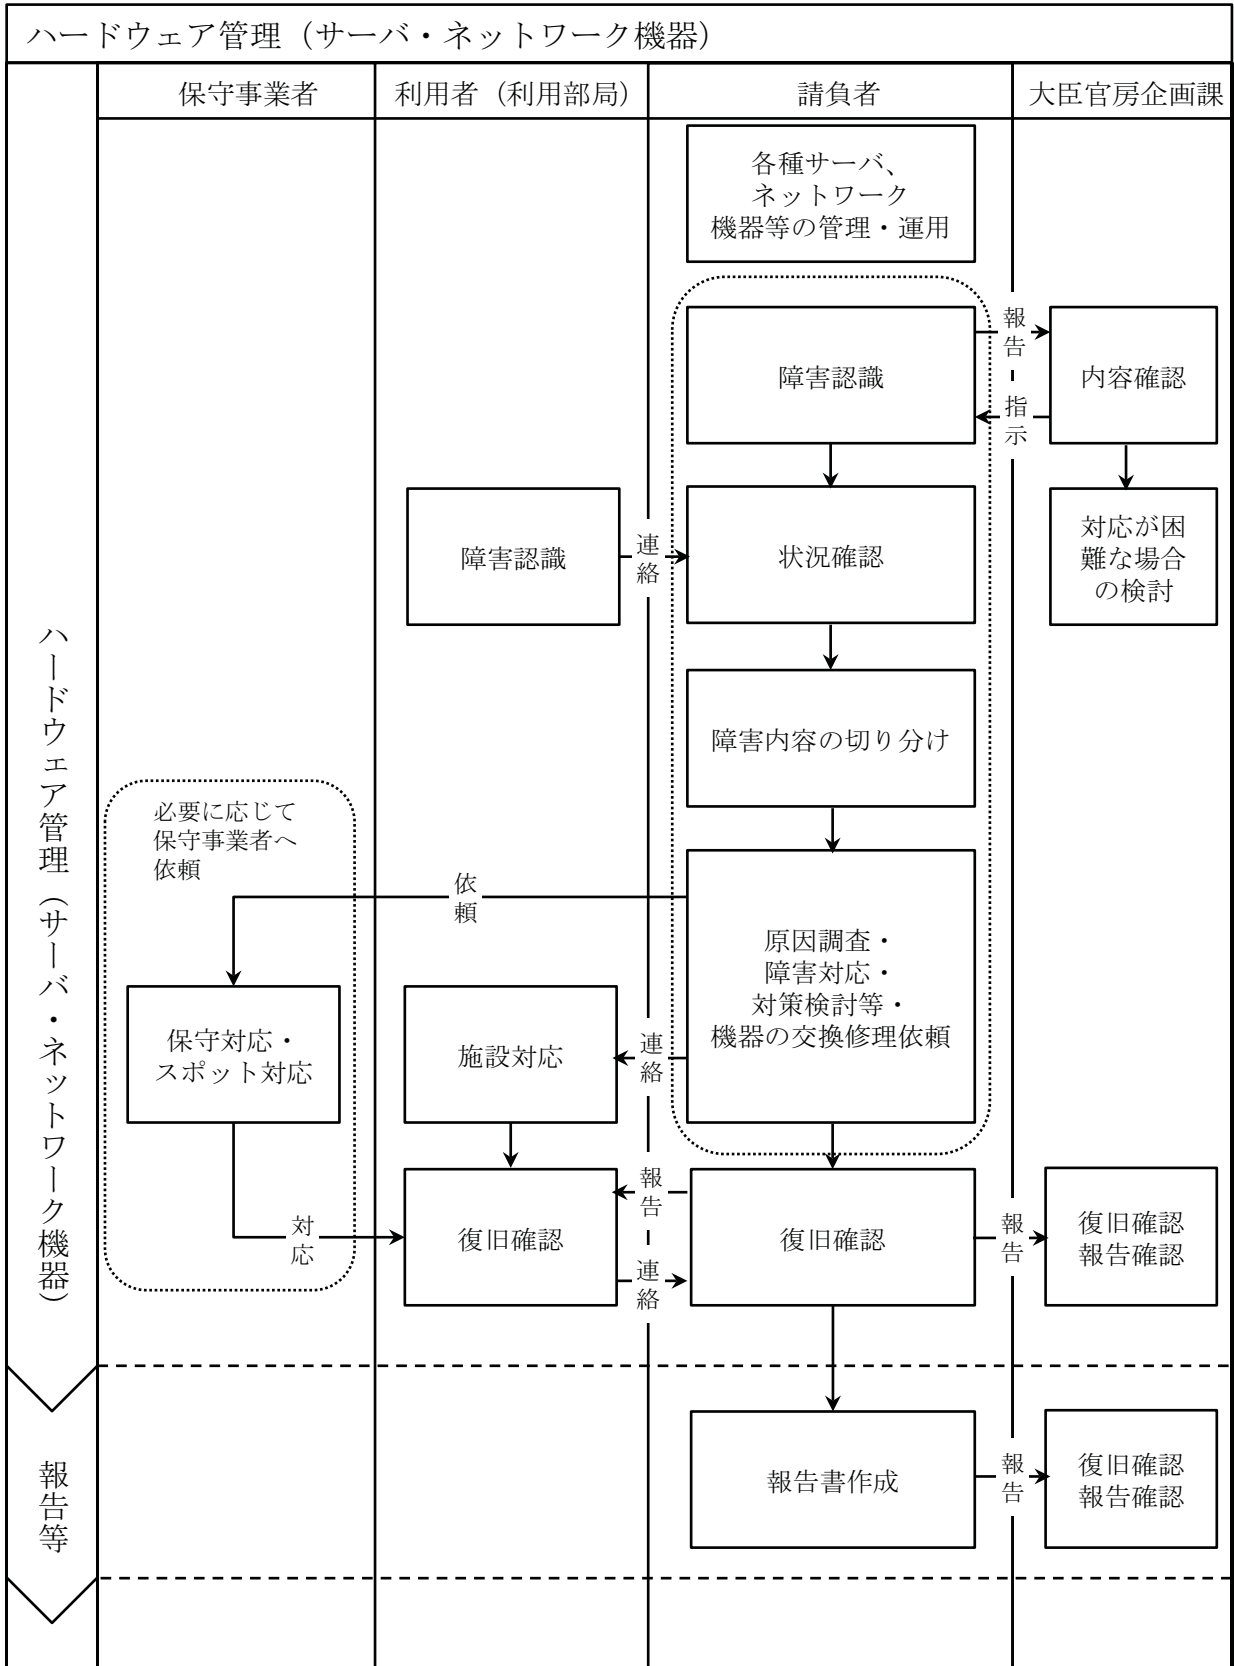 ハードウェア管理（サーバ・ネットワーク機器）
保守事業者
利用者（利用部局）
請負者
大臣官房企画課
各種サーバ、
ネットワーク
機器等の管理・運用
障害認識
報告
内容確認
指示
障害認識
連絡
状況確認
対応が困
難な場合
の検討
障害内容の切り分け
ハードウェア管理（サーバ・ネットワーク機器）
必要に応じて
保守事業者へ
依頼
依頼
原因調査・
障害対応・
対策検討等・
機器の交換修理依頼
保守対応・
スポット対応
施設対応
連絡
報告
対応
復旧確認
連絡
復旧確認
報告
復旧確認
報告確認
報告等
報告書作成
報告
復旧確認
報告確認